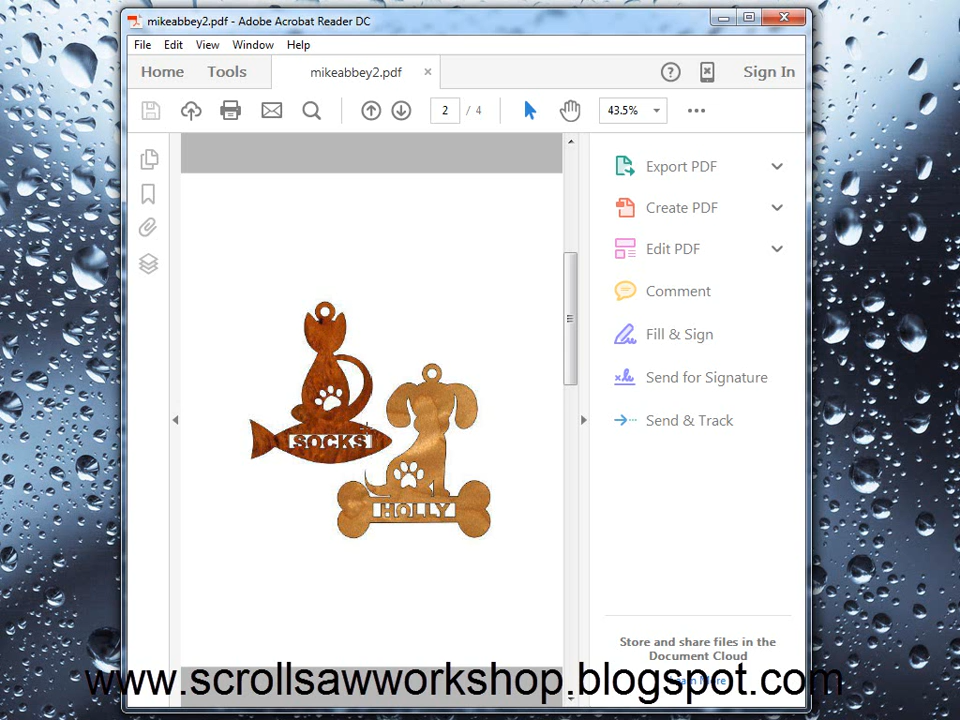 mikeabbey2.pdf - Adobe Acrobat Reader DC
File Edit View Window Help
Home Tools mikeabbey2.pdf × ? Sign In
2 / 4 43.5%
Export PDF
Create PDF
Edit PDF
Comment
Fill & Sign
Send for Signature
Send & Track
SOCKS
HOLLY
Store and share files in the
Document Cloud
Learn More
www.scrollsawworkshop.blogspot.com